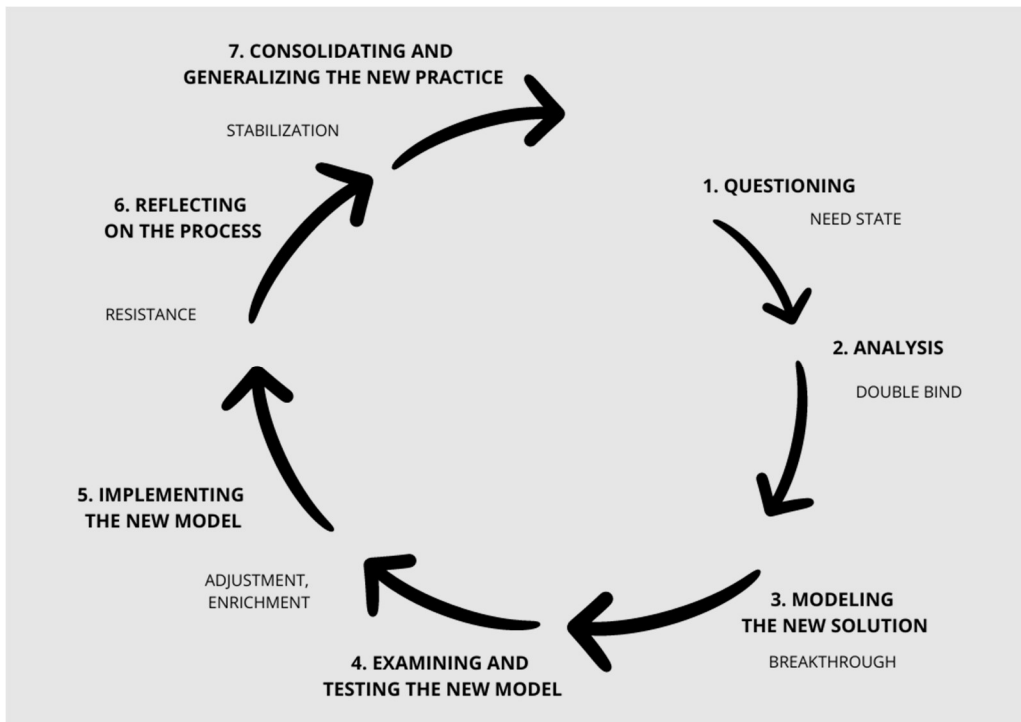 1. QUESTIONING
NEED STATE
2. ANALYSIS
DOUBLE BIND
3. MODELING
THE NEW SOLUTION
BREAKTHROUGH
4. EXAMINING AND
TESTING THE NEW MODEL
ADJUSTMENT,
ENRICHMENT
5. IMPLEMENTING
THE NEW MODEL
RESISTANCE
6. REFLECTING
ON THE PROCESS
STABILIZATION
7. CONSOLIDATING AND
GENERALIZING THE NEW PRACTICE